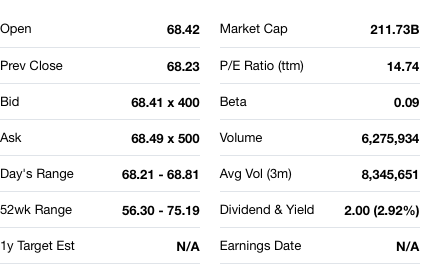 Open 68.42 Market Cap 211.73B
Prev Close 68.23 P/E Ratio (ttm) 14.74
Bid 68.41 x 400 Beta 0.09
Ask 68.49 x 500 Volume 6,275,934
Day's Range 68.21 - 68.81 Avg Vol (3m) 8,345,651
52wk Range 56.30 - 75.19 Dividend & Yield 2.00 (2.92%)
1y Target Est N/A Earnings Date N/A